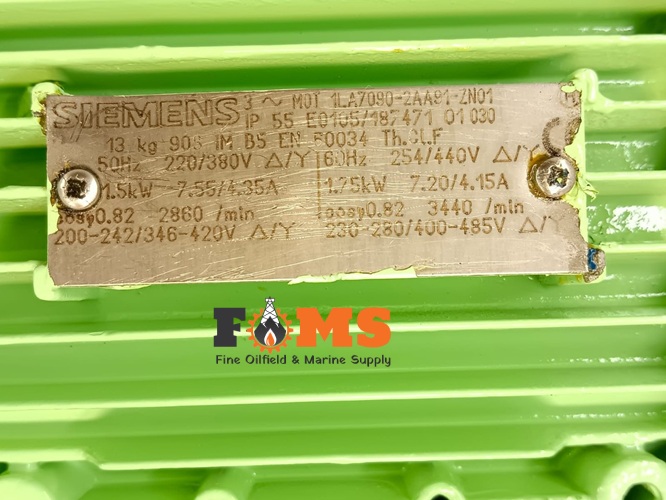 SIEMENS 3 ~ MOT 1LA7090-2AA91-ZN01
IP 55 E0105/187471 01 030
13 kg 90S IM B5 EN 60034 Th.Cl.F
50Hz 220/380V Δ/Y 60Hz 254/440V Δ/Y
1.5kW 7.55/4.35A 1.75kW 7.20/4.15A
cosφ0.82 2860 /min cosφ0.82 3440 /min
200-242/346-420V Δ/Y 230-280/400-485V Δ/Y
FOMS
Fine Oilfield & Marine Supply